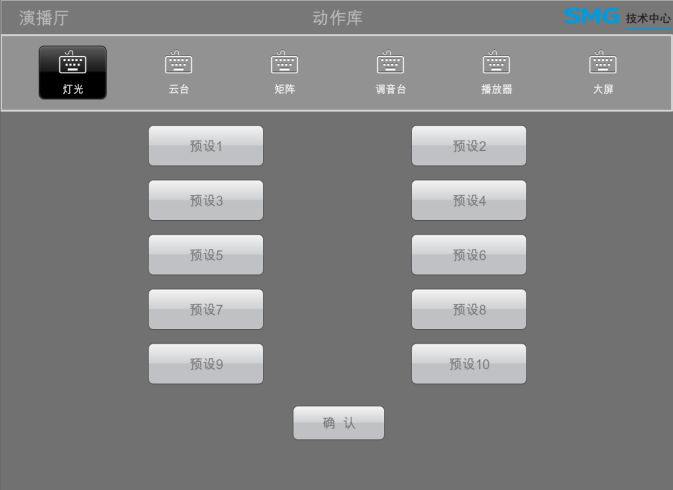 演播厅 动作库 SMG 技术中心
灯光 云台 矩阵 调音台 播放器 大屏
预设1 预设2
预设3 预设4
预设5 预设6
预设7 预设8
预设9 预设10
确 认